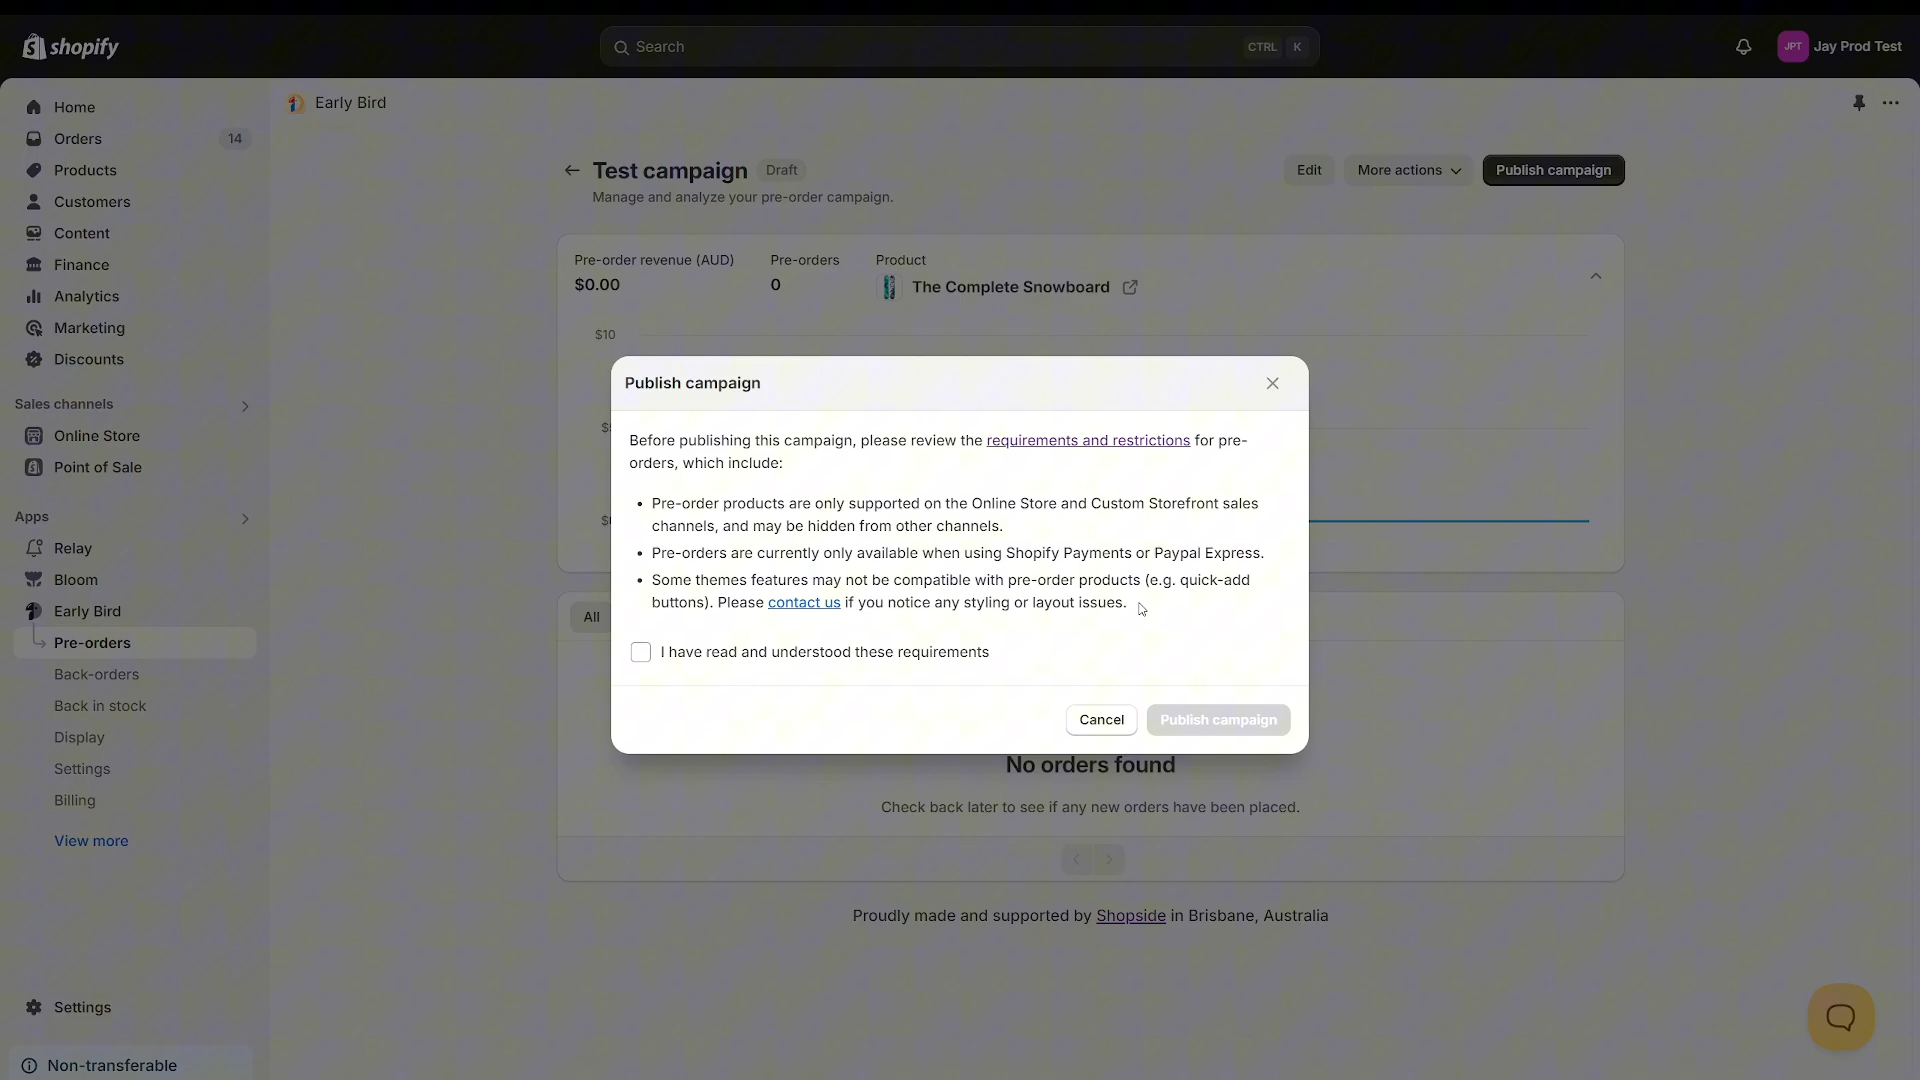 shopify
Search
CTRL K
JPT
Jay Prod Test
Home
Orders
14
Products
Customers
Content
Finance
Analytics
Marketing
Discounts
Sales channels
Online Store
Point of Sale
Apps
Relay
Bloom
Early Bird
Pre-orders
Back-orders
Back in stock
Display
Settings
Billing
View more
Settings
Non-transferable
Early Bird
Test campaign
Draft
Manage and analyze your pre-order campaign.
Edit
More actions
Publish campaign
Pre-order revenue (AUD)
$0.00
Pre-orders
0
Product
The Complete Snowboard
$10
Publish campaign
Before publishing this campaign, please review the requirements and restrictions for pre-
orders, which include:
• Pre-order products are only supported on the Online Store and Custom Storefront sales
channels, and may be hidden from other channels.
• Pre-orders are currently only available when using Shopify Payments or Paypal Express.
• Some themes features may not be compatible with pre-order products (e.g. quick-add
buttons). Please contact us if you notice any styling or layout issues.
I have read and understood these requirements
Cancel
Publish campaign
All
No orders found
Check back later to see if any new orders have been placed.
Proudly made and supported by Shopside in Brisbane, Australia